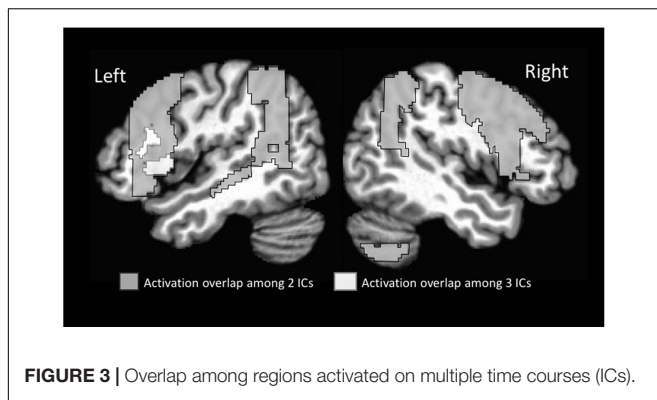 Left
Right
Activation overlap among 2 ICs
Activation overlap among 3 ICs
FIGURE 3 | Overlap among regions activated on multiple time courses (ICs).